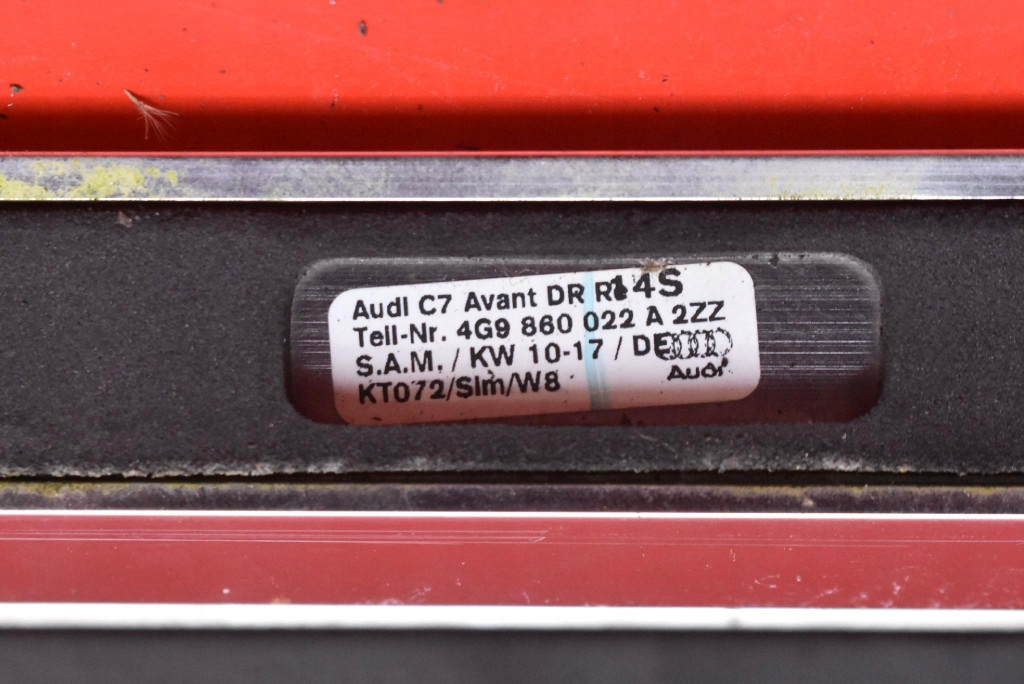 Audi C7 Avant DR Re 14S
Teil-Nr. 4G9 860 022 A 2ZZ
S.A.M. / KW 10-17 / DE
KT072/Slm/W8
Audi